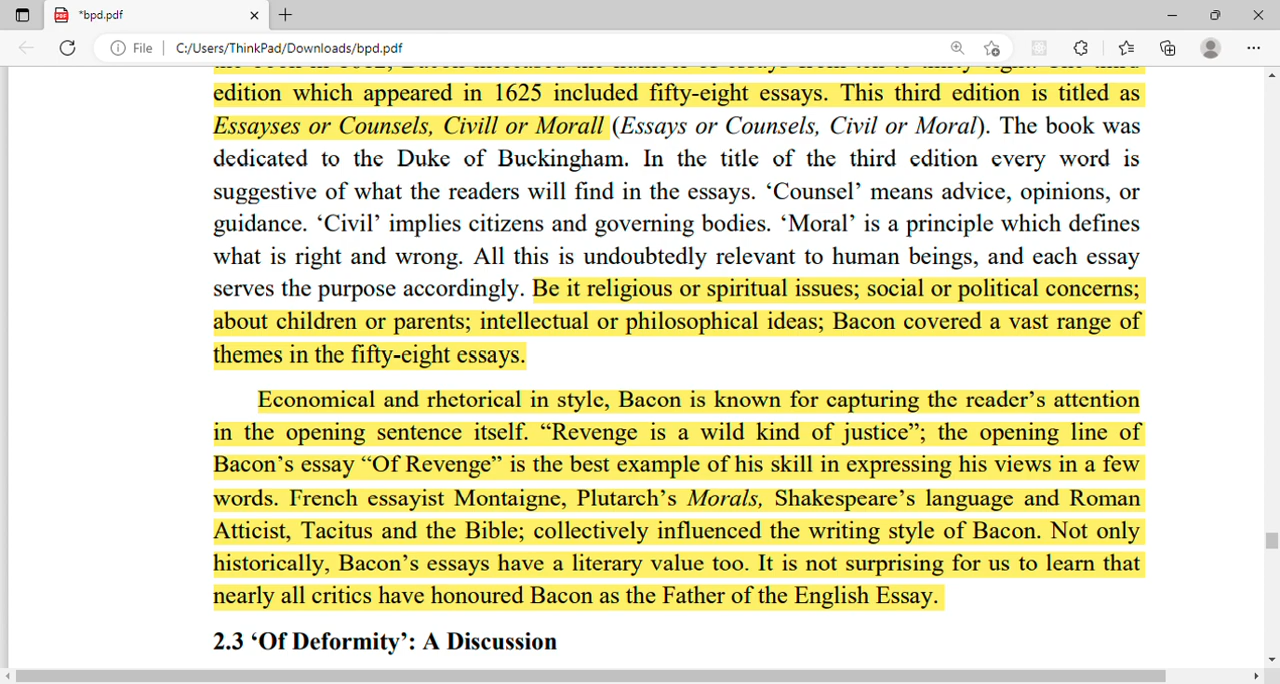 *bpd.pdf
File C:/Users/ThinkPad/Downloads/bpd.pdf
edition which appeared in 1625 included fifty-eight essays. This third edition is titled as
Essayses or Counsels, Civill or Morall (Essays or Counsels, Civil or Moral). The book was
dedicated to the Duke of Buckingham. In the title of the third edition every word is
suggestive of what the readers will find in the essays. ‘Counsel’ means advice, opinions, or
guidance. ‘Civil’ implies citizens and governing bodies. ‘Moral’ is a principle which defines
what is right and wrong. All this is undoubtedly relevant to human beings, and each essay
serves the purpose accordingly. Be it religious or spiritual issues; social or political concerns;
about children or parents; intellectual or philosophical ideas; Bacon covered a vast range of
themes in the fifty-eight essays.
Economical and rhetorical in style, Bacon is known for capturing the reader’s attention
in the opening sentence itself. “Revenge is a wild kind of justice”; the opening line of
Bacon’s essay “Of Revenge” is the best example of his skill in expressing his views in a few
words. French essayist Montaigne, Plutarch’s Morals, Shakespeare’s language and Roman
Atticist, Tacitus and the Bible; collectively influenced the writing style of Bacon. Not only
historically, Bacon’s essays have a literary value too. It is not surprising for us to learn that
nearly all critics have honoured Bacon as the Father of the English Essay.
2.3 ‘Of Deformity’: A Discussion